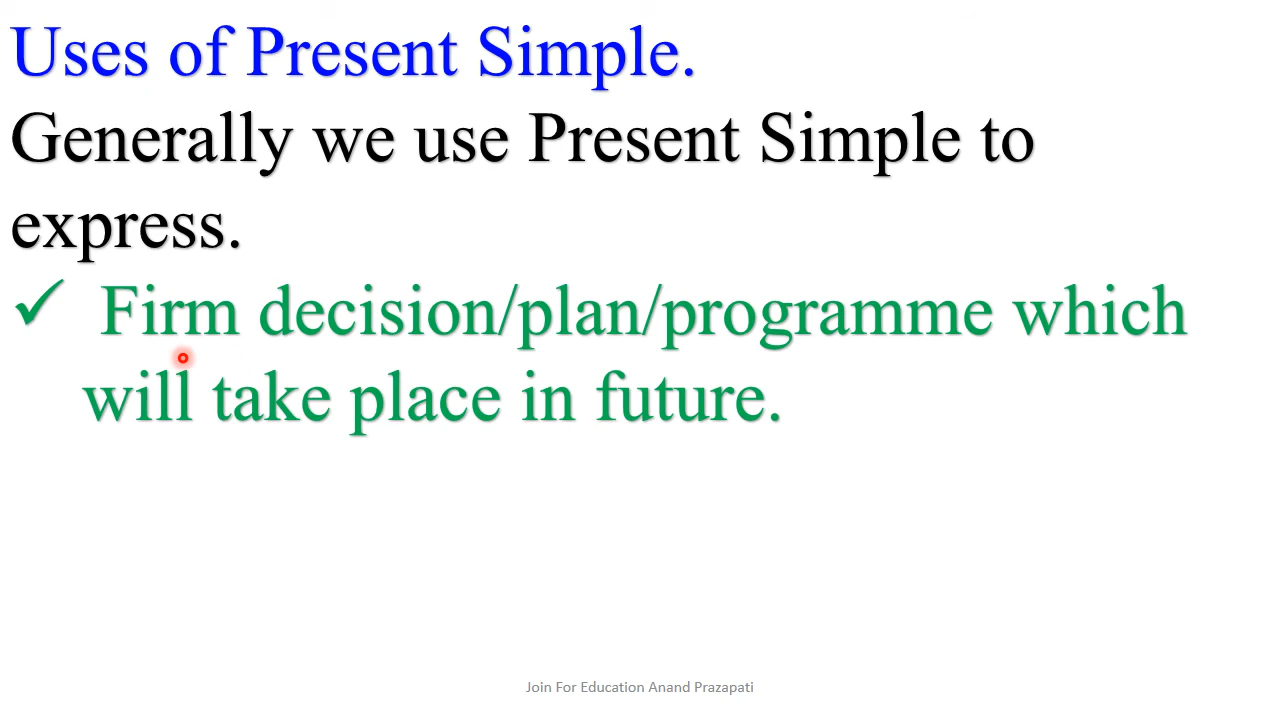 Uses of Present Simple.
Generally we use Present Simple to
express.
✓ Firm decision/plan/programme which
will take place in future.
Join For Education Anand Prazapati